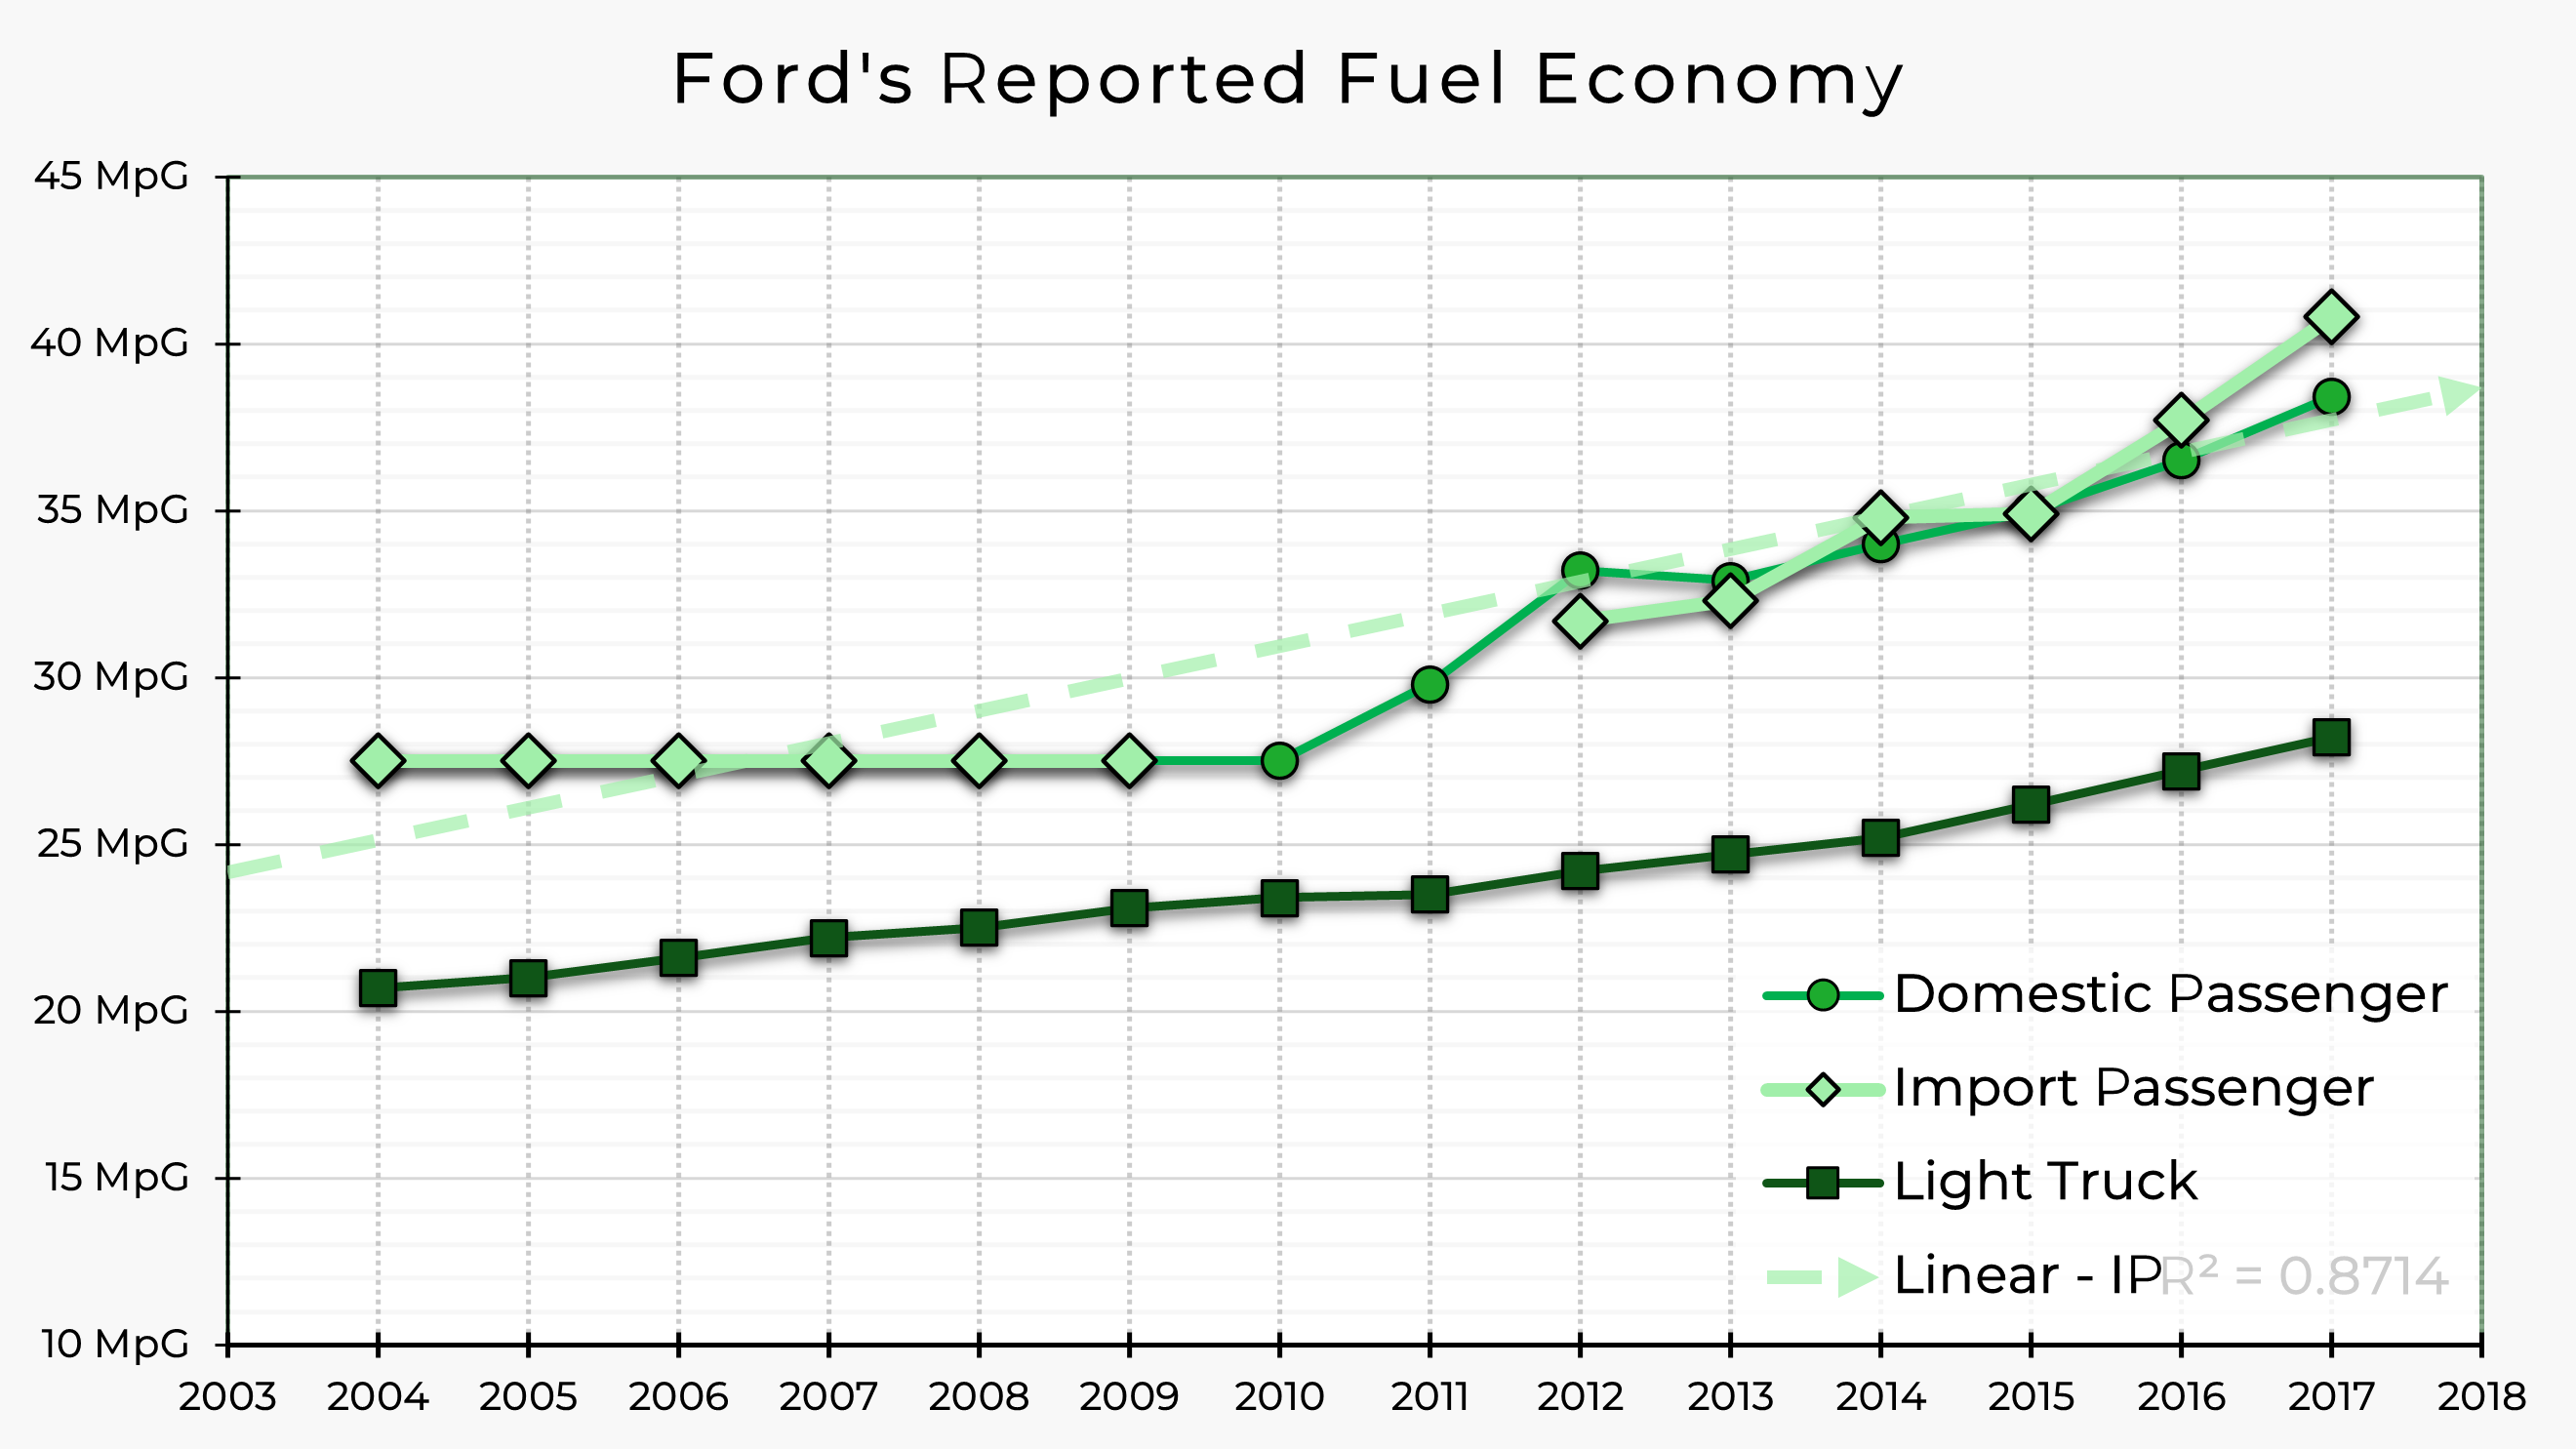 Ford's Reported Fuel Economy
45 MpG
40 MpG
35 MpG
30 MpG
25 MpG
20 MpG
15 MpG
10 MpG
2003 2004 2005 2006 2007 2008 2009 2010 2011 2012 2013 2014 2015 2016 2017 2018
Domestic Passenger
Import Passenger
Light Truck
Linear - IP R² = 0.8714